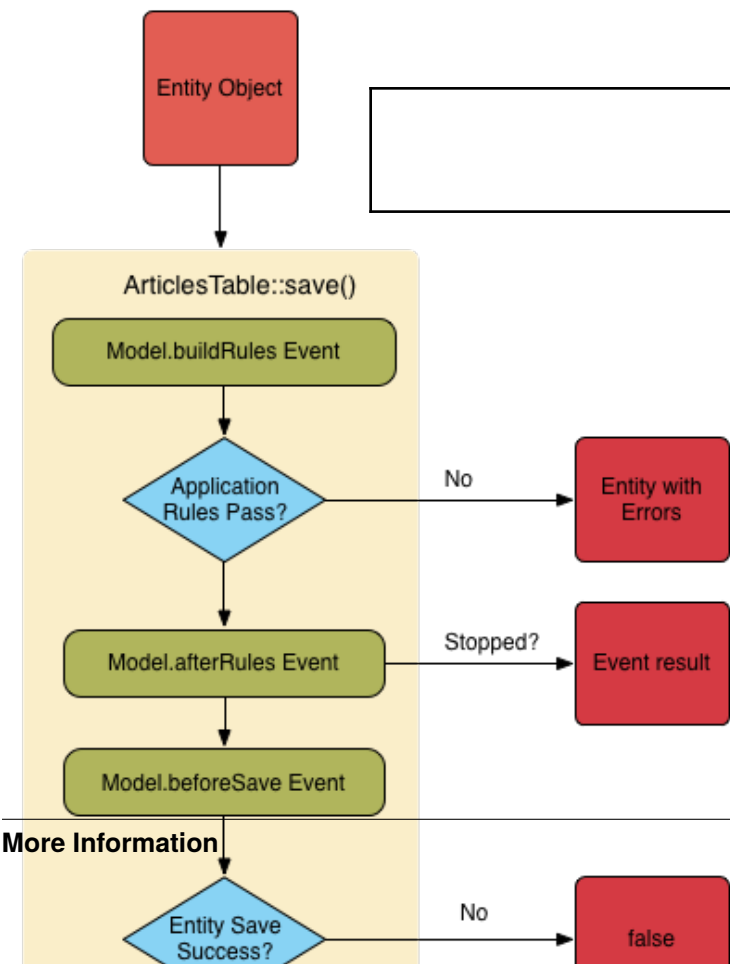 Entity Object
ArticlesTable::save()
Model.buildRules Event
Application
Rules Pass?
No
Entity with
Errors
Model.afterRules Event
Stopped?
Event result
Model.beforeSave Event
More Information
Entity Save
Success?
No
false